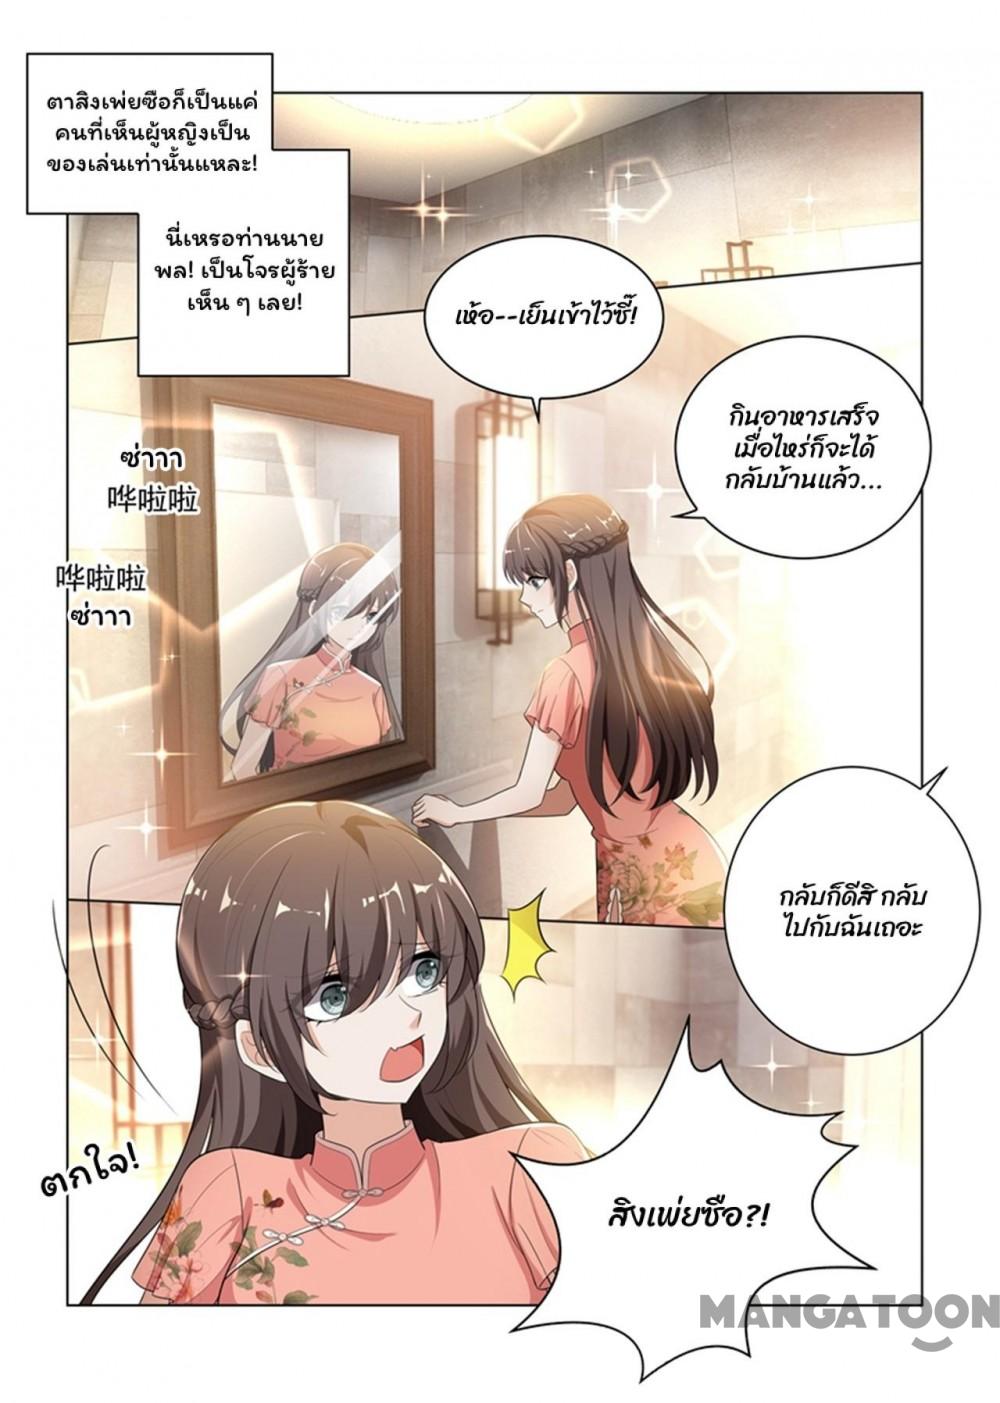 ตาสิงเพ่ยซือก็เป็นแค่
คนที่เห็นผู้หญิงเป็น
ของเล่นเท่านั้นแหละ!
นี่เหรอท่านนาย
พล! เป็นโจรผู้ร้าย
เห็น ๆ เลย!
เห้อ--เย็นเข้าไว้ซี๊!
กินอาหารเสร็จ
เมื่อไหร่ก็จะได้
กลับบ้านแล้ว...
ซ่าาา
哗啦啦
哗啦啦
ซ่าาา
กลับก็ดีสิ กลับ
ไปกับฉันเถอะ
ตกใจ!
สิงเพ่ยซือ?!
MANGATOON